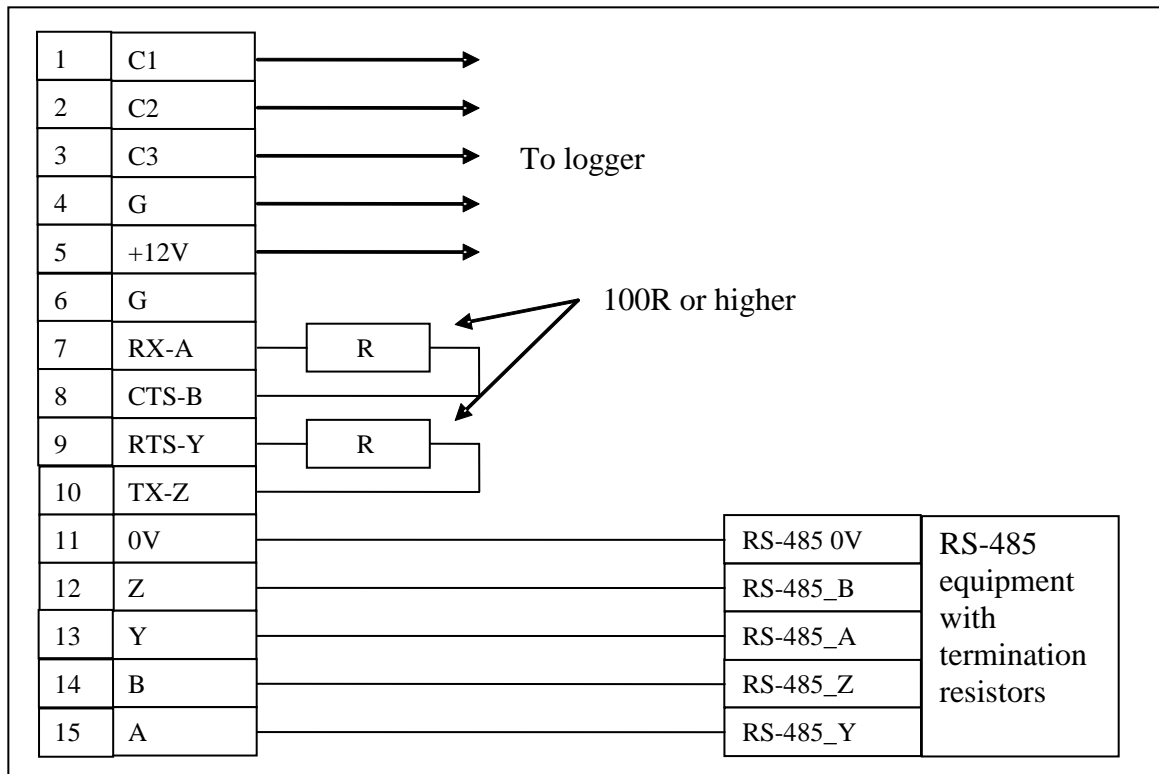 1 C1
2 C2
3 C3 To logger
4 G
5 +12V
6 G 100R or higher
7 RX-A R
8 CTS-B
9 RTS-Y R
10 TX-Z
11 0V RS-485 0V
12 Z RS-485_B
13 Y RS-485_A
14 B RS-485_Z
15 A RS-485_Y
RS-485
equipment
with
termination
resistors